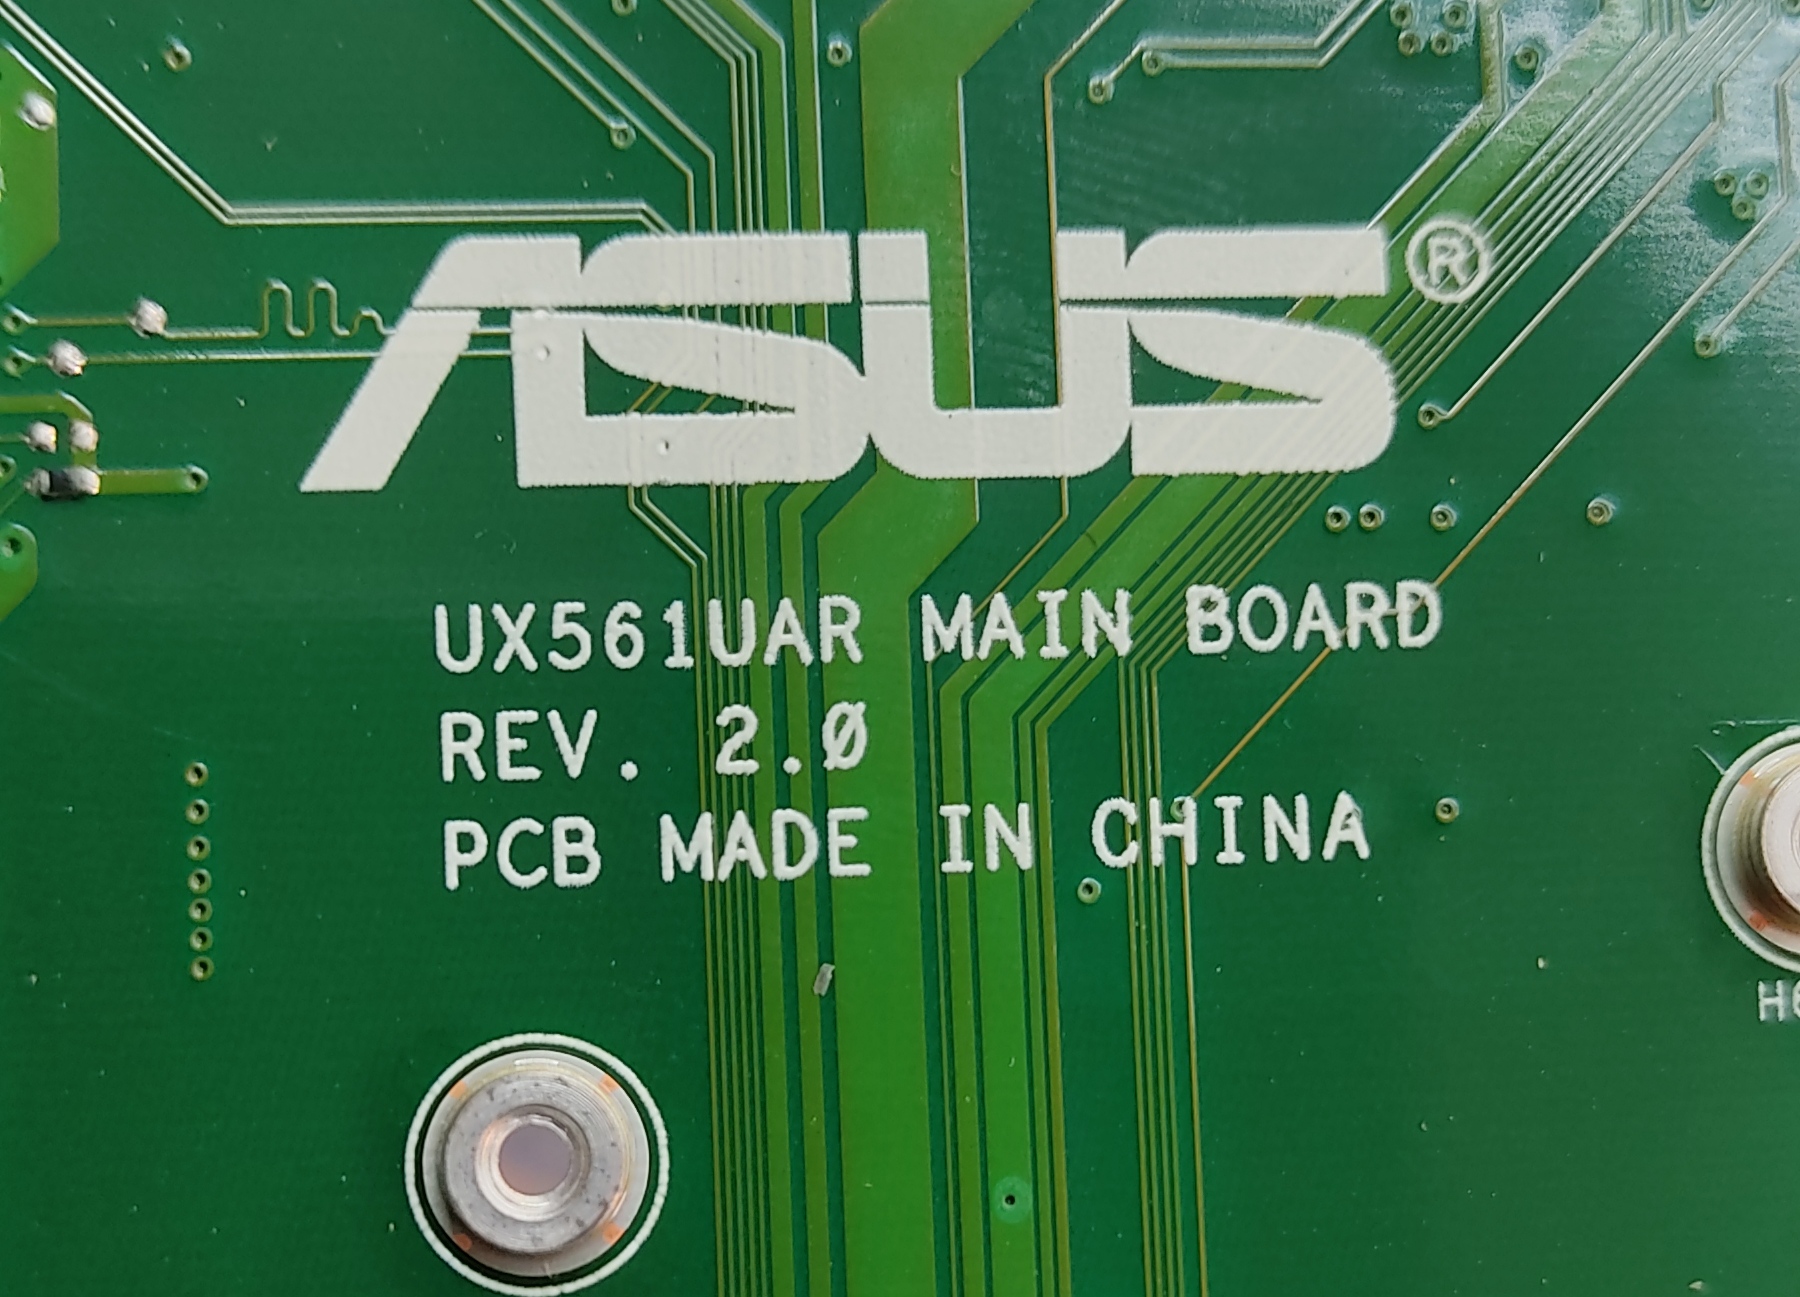 ASUS®
UX561UAR MAIN BOARD
REV. 2.0
PCB MADE IN CHINA